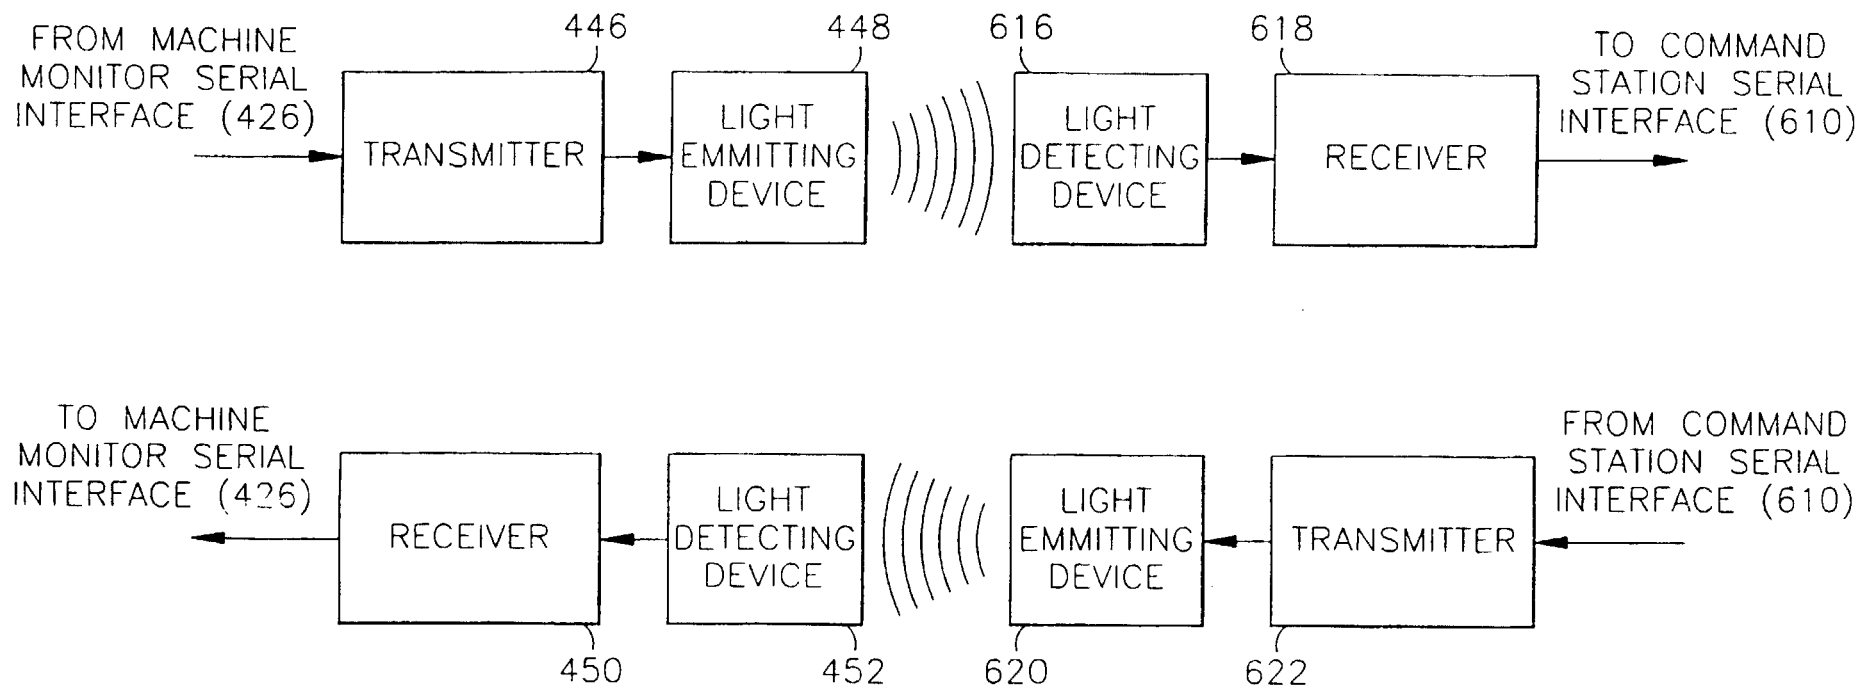 446
448
616
618
FROM MACHINE
MONITOR SERIAL
INTERFACE (426)
TO COMMAND
STATION SERIAL
INTERFACE (610)
TRANSMITTER
LIGHT
EMMITTING
DEVICE
LIGHT
DETECTING
DEVICE
RECEIVER
TO MACHINE
MONITOR SERIAL
INTERFACE (426)
FROM COMMAND
STATION SERIAL
INTERFACE (610)
RECEIVER
LIGHT
DETECTING
DEVICE
LIGHT
EMMITTING
DEVICE
TRANSMITTER
450
452
620
622